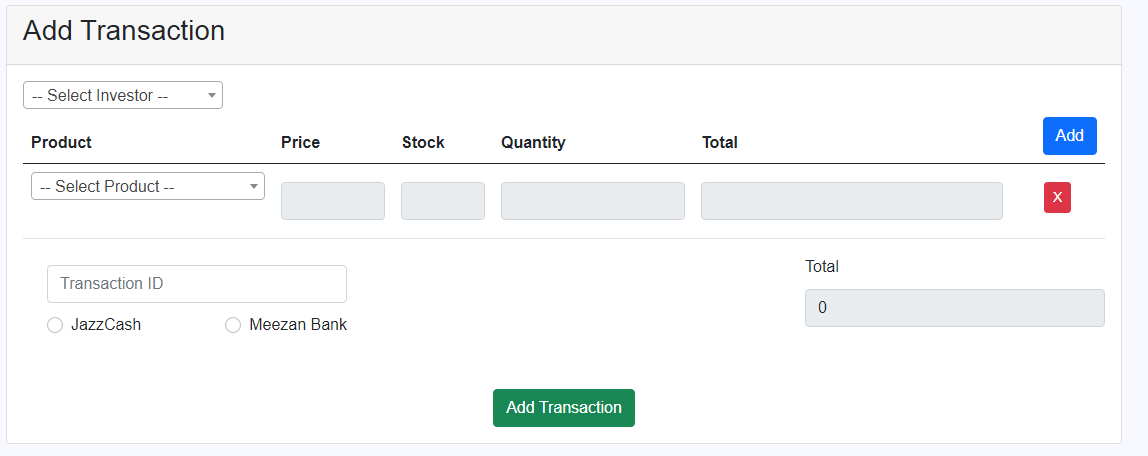 Add Transaction
-- Select Investor --
Product Price Stock Quantity Total Add
-- Select Product -- X
Transaction ID
Total
0
JazzCash Meezan Bank
Add Transaction